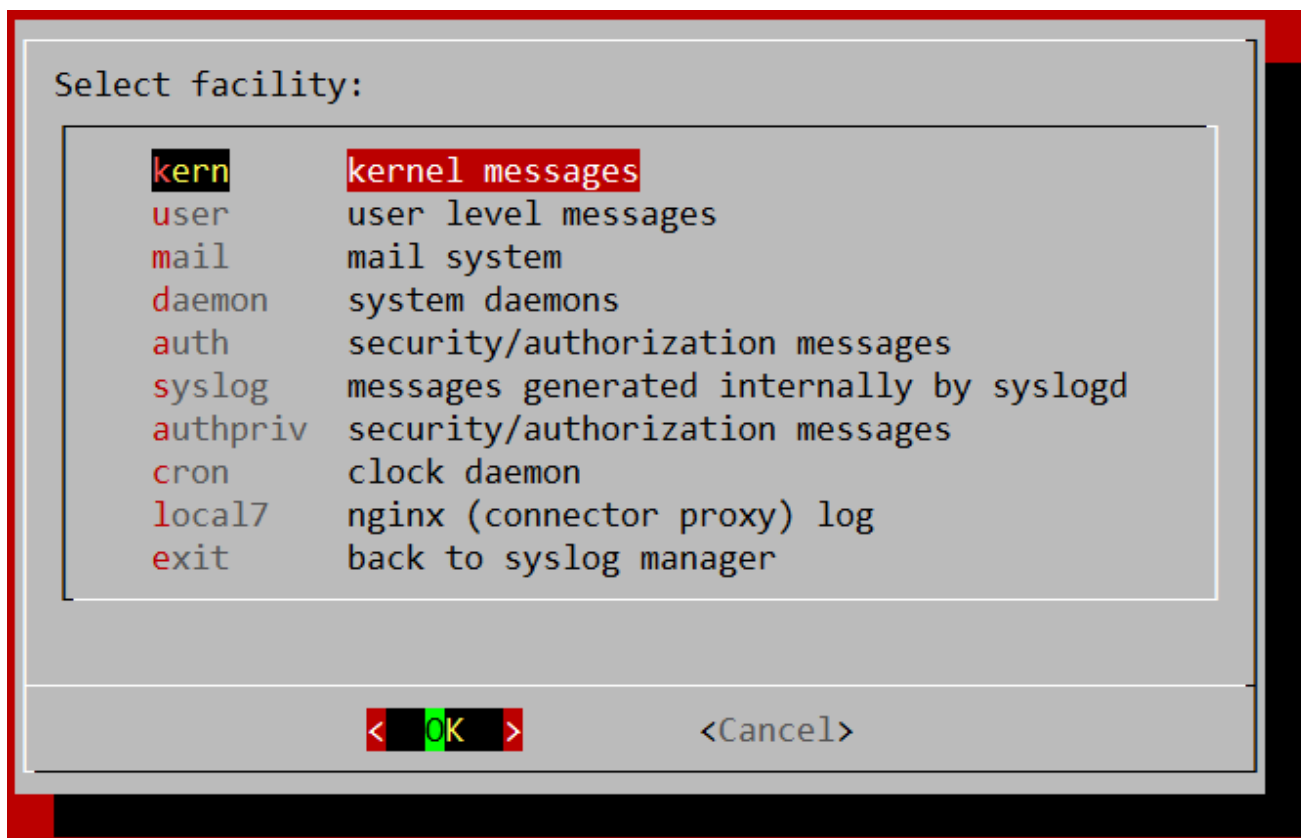 Select facility:
kern kernel messages
user user level messages
mail mail system
daemon system daemons
auth security/authorization messages
syslog messages generated internally by syslogd
authpriv security/authorization messages
cron clock daemon
local7 nginx (connector proxy) log
exit back to syslog manager
< OK > <Cancel>